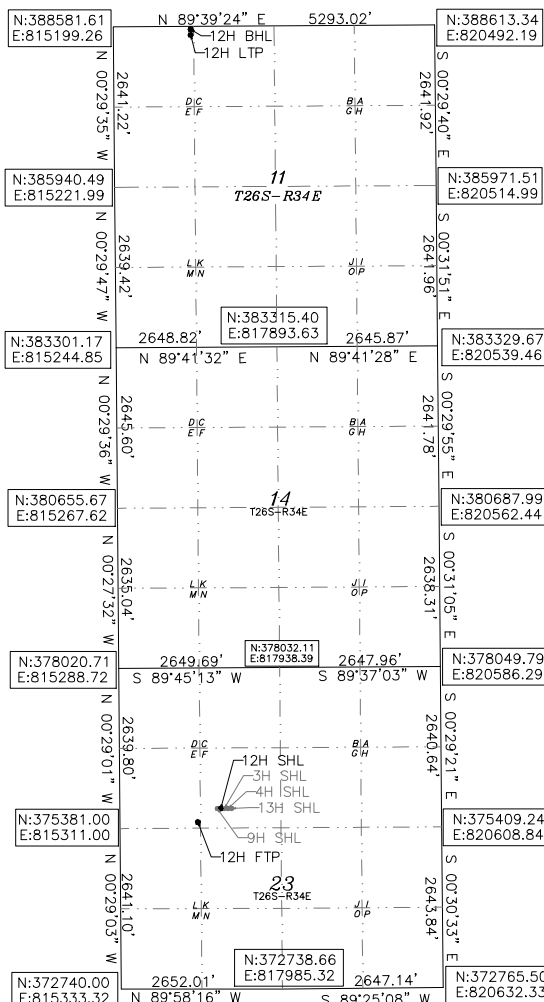 N:388581.61
E:815199.26
N 89°39'24" E 5293.02'
N:388613.34
E:820492.19
12H BHL
12H LTP
N 00°29'35" W
2641.22'
D C
E F
B A
G H
2641.92'
S 00°29'40" E
N:385940.49
E:815221.99
11
T26S-R34E
N:385971.51
E:820514.99
N 00°29'47" W
2639.42'
L K
M N
J I
O P
2641.96'
S 00°31'51" E
N:383315.40
E:817893.63
N:383301.17
E:815244.85
2648.82'
2645.87'
N:383329.67
E:820539.46
N 89°41'32" E
N 89°41'28" E
N 00°29'36" W
2645.60'
D C
E F
B A
G H
2641.78'
S 00°29'55" E
N:380655.67
E:815267.62
14
T26S-R34E
N:380687.99
E:820562.44
N 00°27'32" W
2635.04'
L K
M N
J I
O P
2638.31'
S 00°31'05" E
N:378020.71
E:815288.72
2649.69'
N:378032.11
E:817938.39
2647.96'
N:378049.79
E:820586.29
S 89°45'13" W
S 89°37'03" W
N 00°29'01" W
2639.80'
D C
E F
B A
G H
2640.64'
S 00°29'21" E
12H SHL
3H SHL
4H SHL
13H SHL
9H SHL
N:375381.00
E:815311.00
12H FTP
N:375409.24
E:820608.84
N 00°29'03" W
2641.10'
23
T26S-R34E
L K
M N
J I
O P
2643.84'
S 00°30'33" E
N:372738.66
E:817985.32
N:372740.00
E:815333.32
2652.01'
2647.14'
N:372765.50
E:820632.33
N 89°58'16" W
S 89°25'08" W